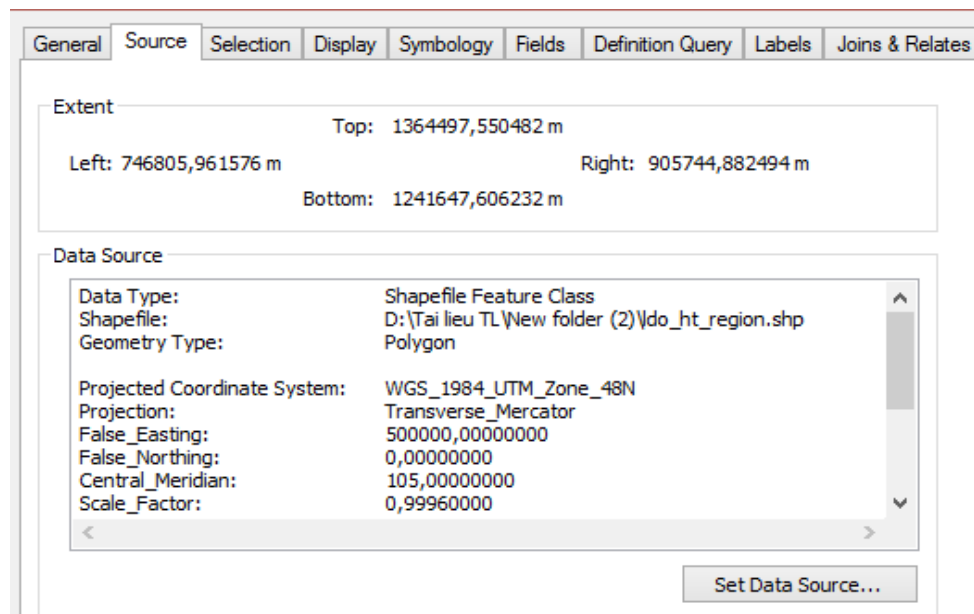 General Source Selection Display Symbology Fields Definition Query Labels Joins & Relates
Extent
Top: 1364497,550482 m
Left: 746805,961576 m Right: 905744,882494 m
Bottom: 1241647,606232 m
Data Source
Data Type: Shapefile Feature Class
Shapefile: D:\Tai lieu TL\New folder (2)\ldo_ht_region.shp
Geometry Type: Polygon
Projected Coordinate System: WGS_1984_UTM_Zone_48N
Projection: Transverse_Mercator
False_Easting: 500000,00000000
False_Northing: 0,00000000
Central_Meridian: 105,00000000
Scale_Factor: 0,99960000
Set Data Source...